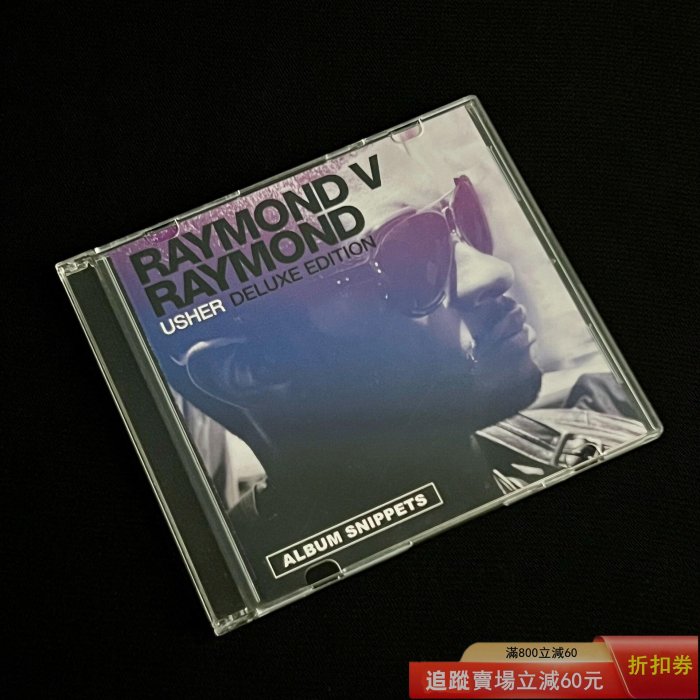 RAYMOND V
RAYMOND
USHER DELUXE EDITION
ALBUM SNIPPETS
滿800立減60
追蹤賣場立減60元
折扣券